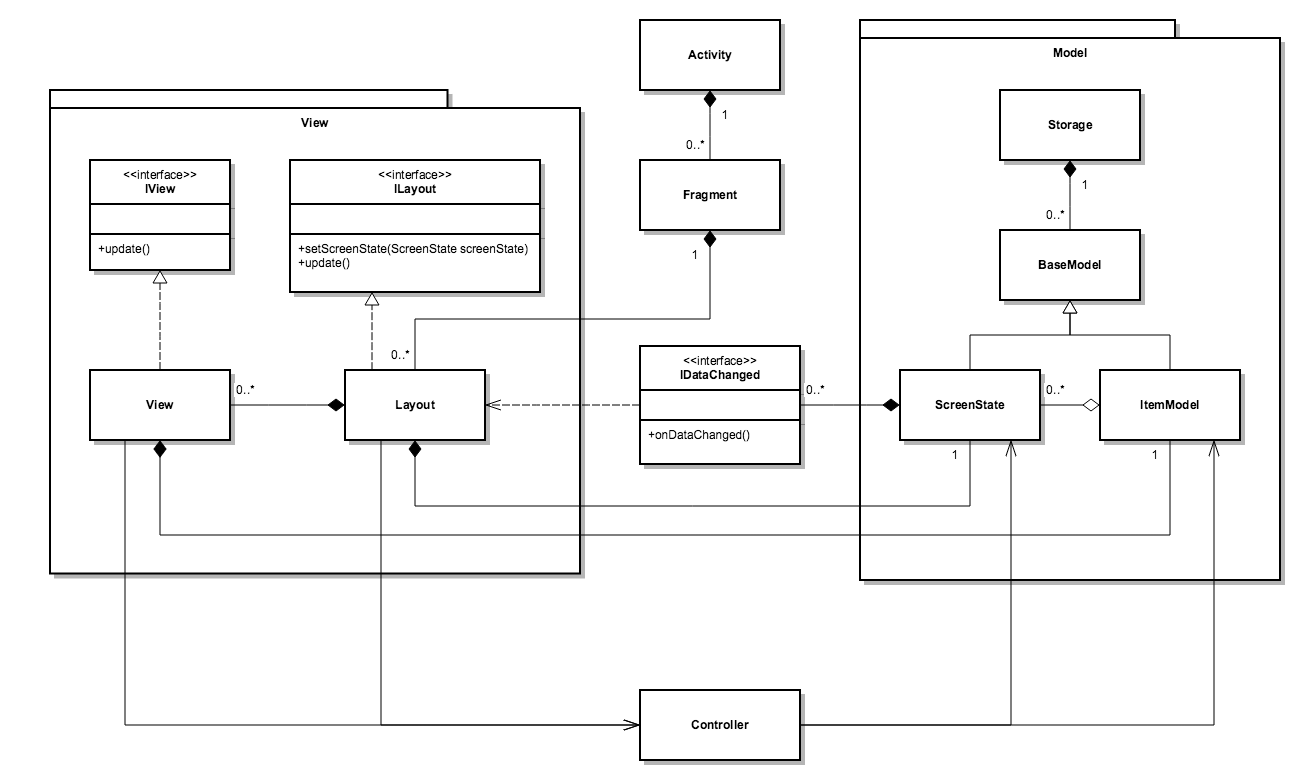 Activity
1
0..*
Fragment
1
View
<<interface>>
IView
+update()
<<interface>>
ILayout
+setScreenState(ScreenState screenState)
+update()
0..*
View
0..*
Layout
<<interface>>
IDataChanged
+onDataChanged()
0..*
Model
Storage
1
0..*
BaseModel
ScreenState
0..*
ItemModel
1
1
Controller